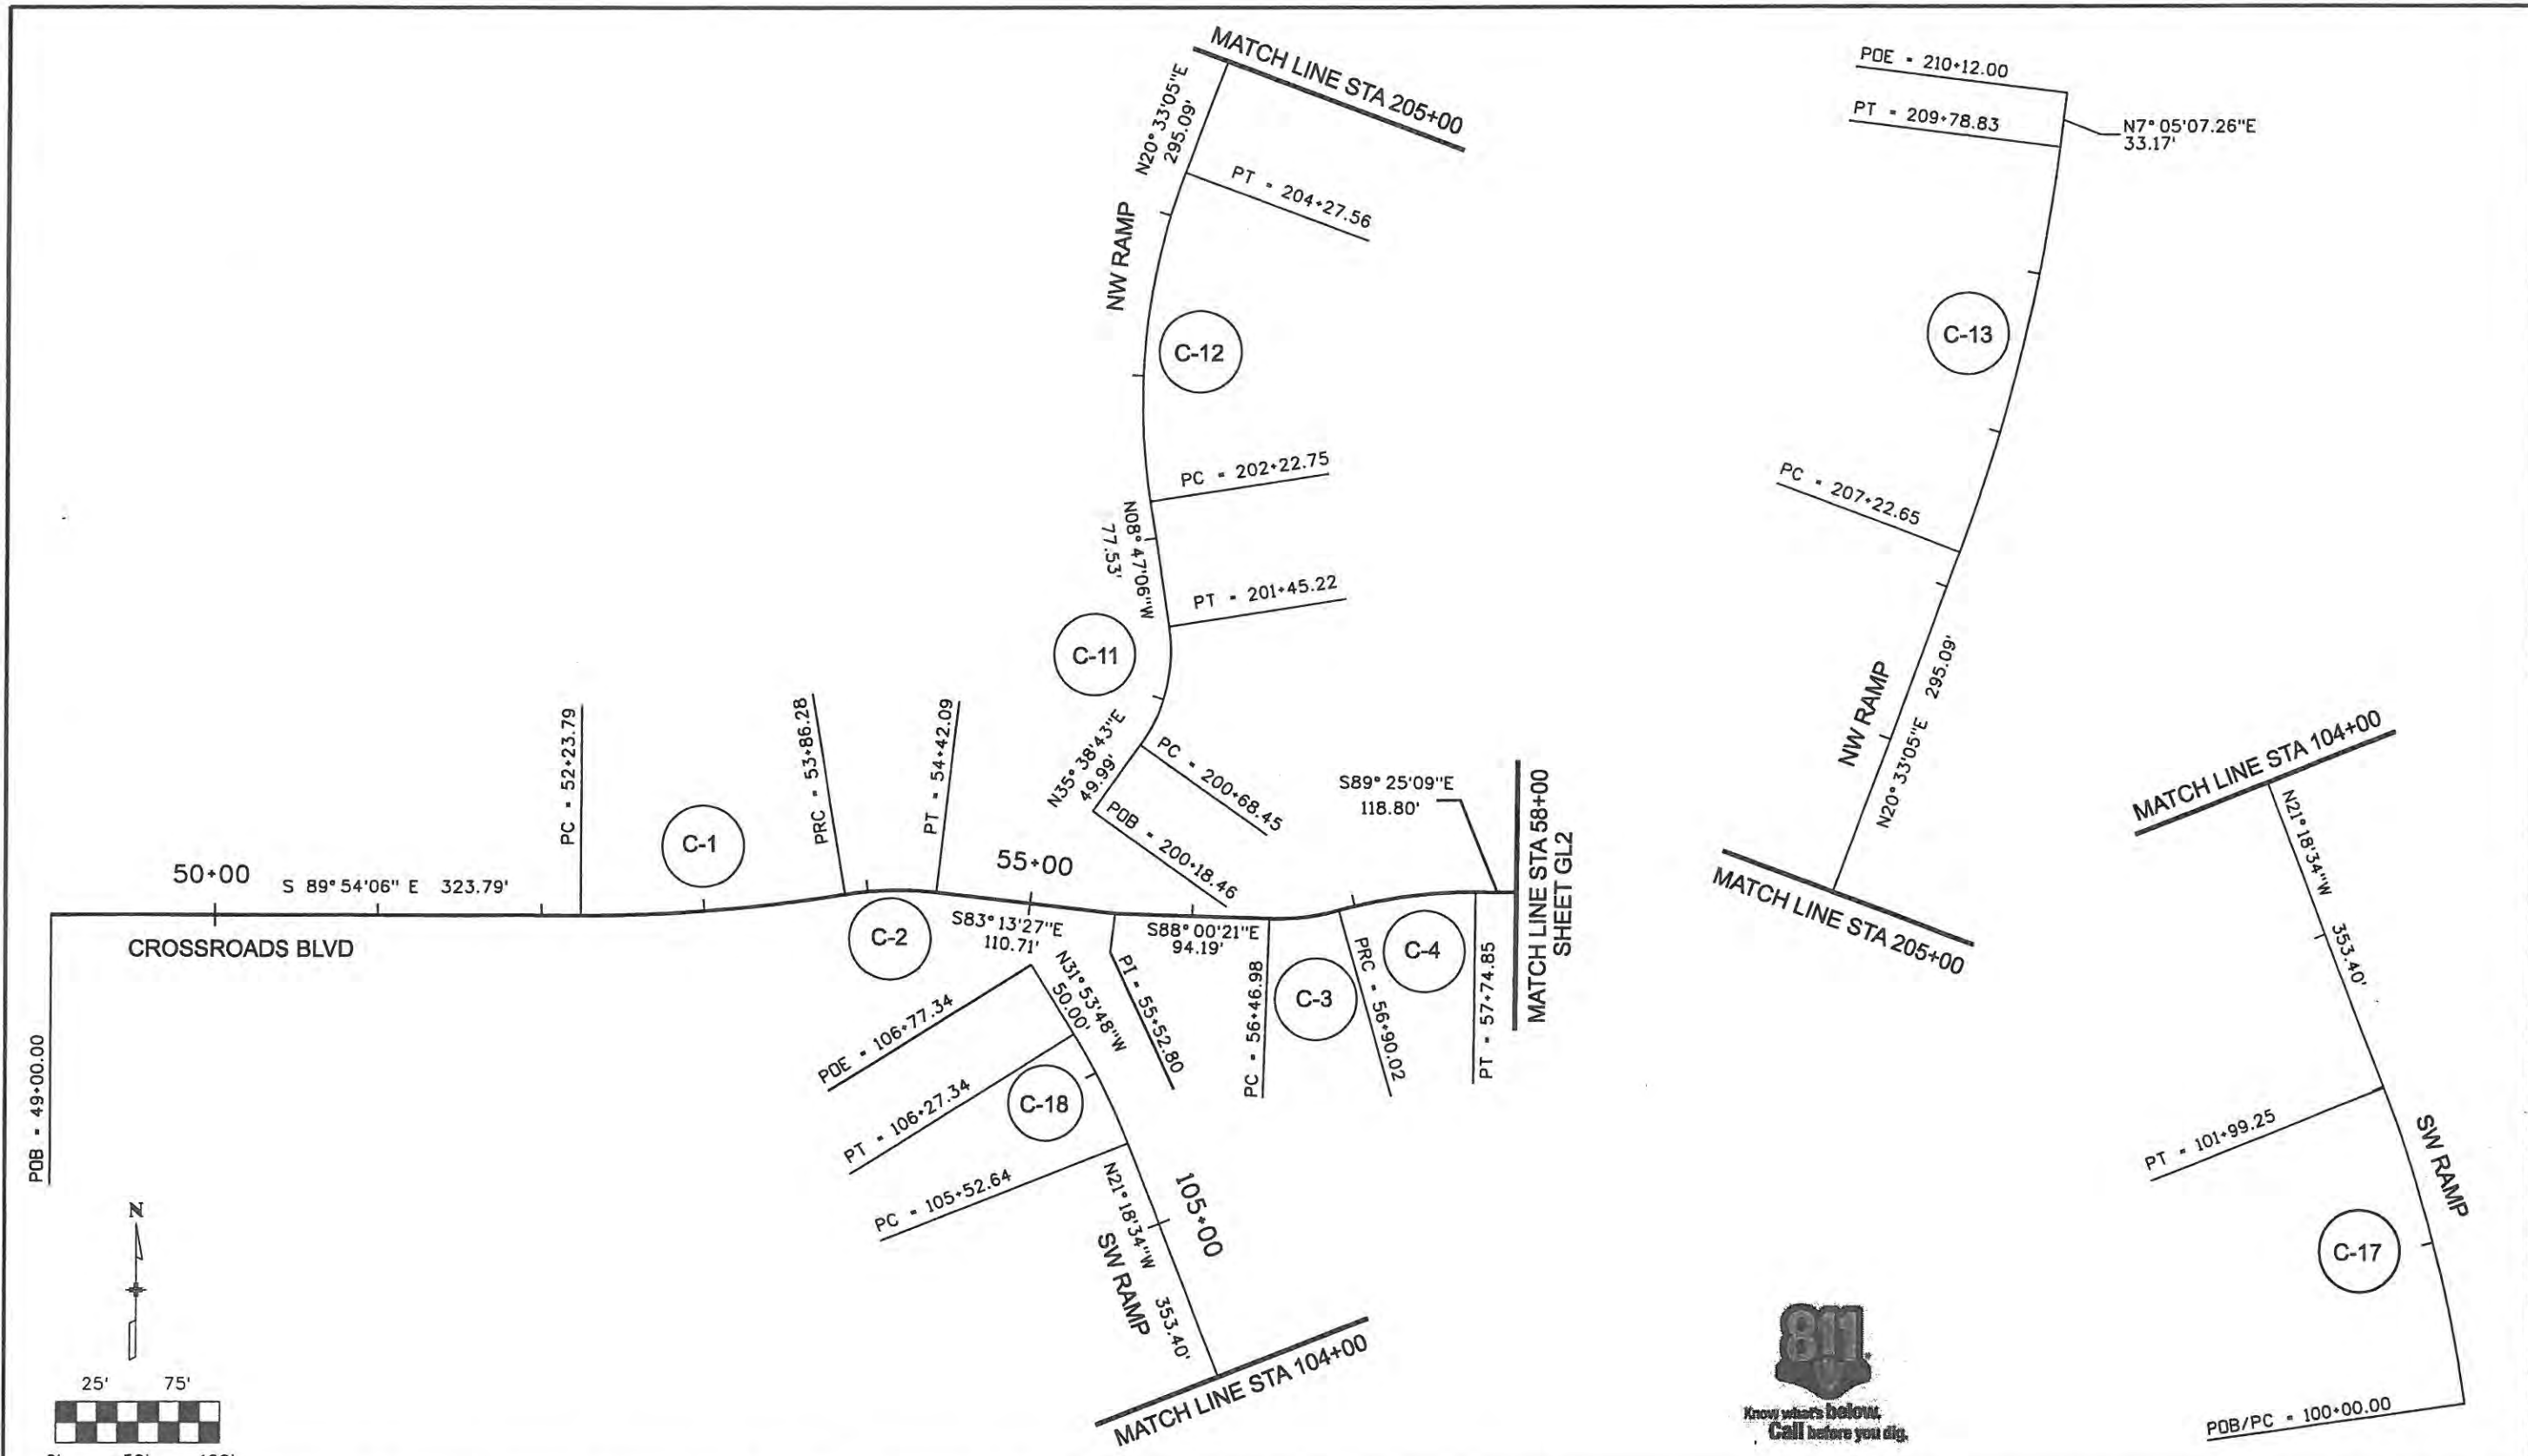 MATCH LINE STA 205+00
N20° 33'05"E
295.09'
PT = 204+27.56
NW RAMP
C-12
PC = 202+22.75
N08° 47'06"W
77.53'
PT = 201+45.22
C-11
N35° 38'43"E
49.99'
PC = 200+68.45
POB = 200+18.46
POE = 210+12.00
PT = 209+78.83
N7° 05'07.26"E
33.17'
C-13
PC = 207+22.65
NW RAMP
N20° 33'05"E 295.09'
MATCH LINE STA 205+00
POB = 49+00.00
50+00
S 89° 54'06" E 323.79'
CROSSROADS BLVD
PC = 52+23.79
C-1
PRC = 53+86.28
C-2
PT = 54+42.09
55+00
S83° 13'27"E
110.71'
PI = 55+52.80
S88° 00'21"E
94.19'
PC = 56+46.98
C-3
PRC = 56+90.02
C-4
PT = 57+74.85
S89° 25'09"E
118.80'
MATCH LINE STA 58+00
SHEET GL2
N31° 53'48"W
50.00'
POE = 106+77.34
PT = 106+27.34
C-18
PC = 105+52.64
N21° 18'34"W 353.40'
SW RAMP
105+00
MATCH LINE STA 104+00
MATCH LINE STA 104+00
N21° 18'34"W 353.40'
PT = 101+99.25
SW RAMP
C-17
POB/PC = 100+00.00
N
25' 75'
811
Know what's below.
Call before you dig.